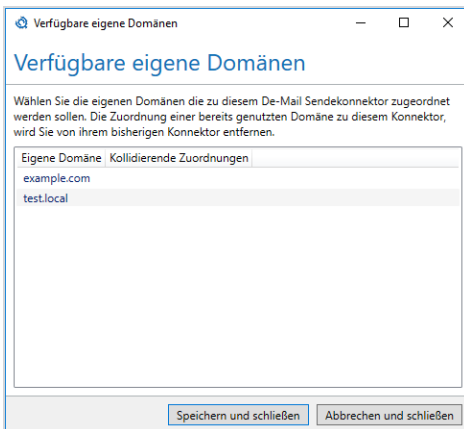 Verfügbare eigene Domänen
Verfügbare eigene Domänen
Wählen Sie die eigenen Domänen die zu diesem De-Mail Sendekonnektor zugeordnet
werden sollen. Die Zuordnung einer bereits genutzten Domäne zu diesem Konnektor,
wird Sie von ihrem bisherigen Konnektor entfernen.
Eigene Domäne Kollidierende Zuordnungen
example.com
test.local
Speichern und schließen Abbrechen und schließen